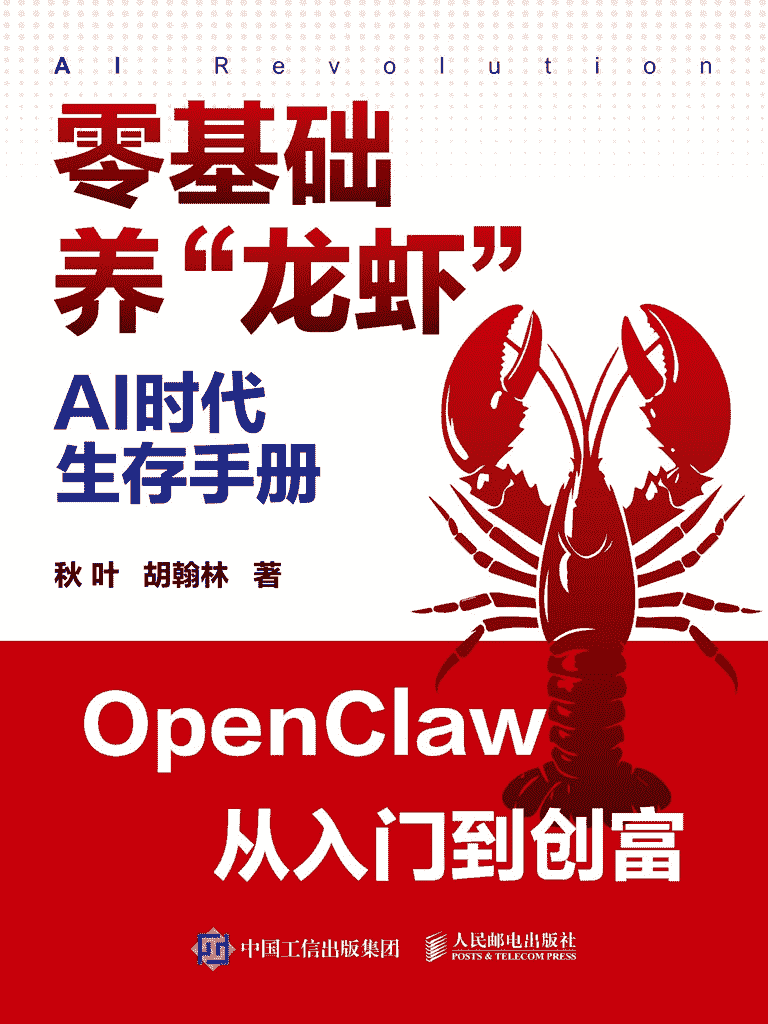 AI Revolution
零基础
养“龙虾”
AI时代
生存手册
秋叶 胡翰林 著
OpenClaw
从入门到创富
中国工信出版集团 人民邮电出版社
POSTS & TELECOM PRESS